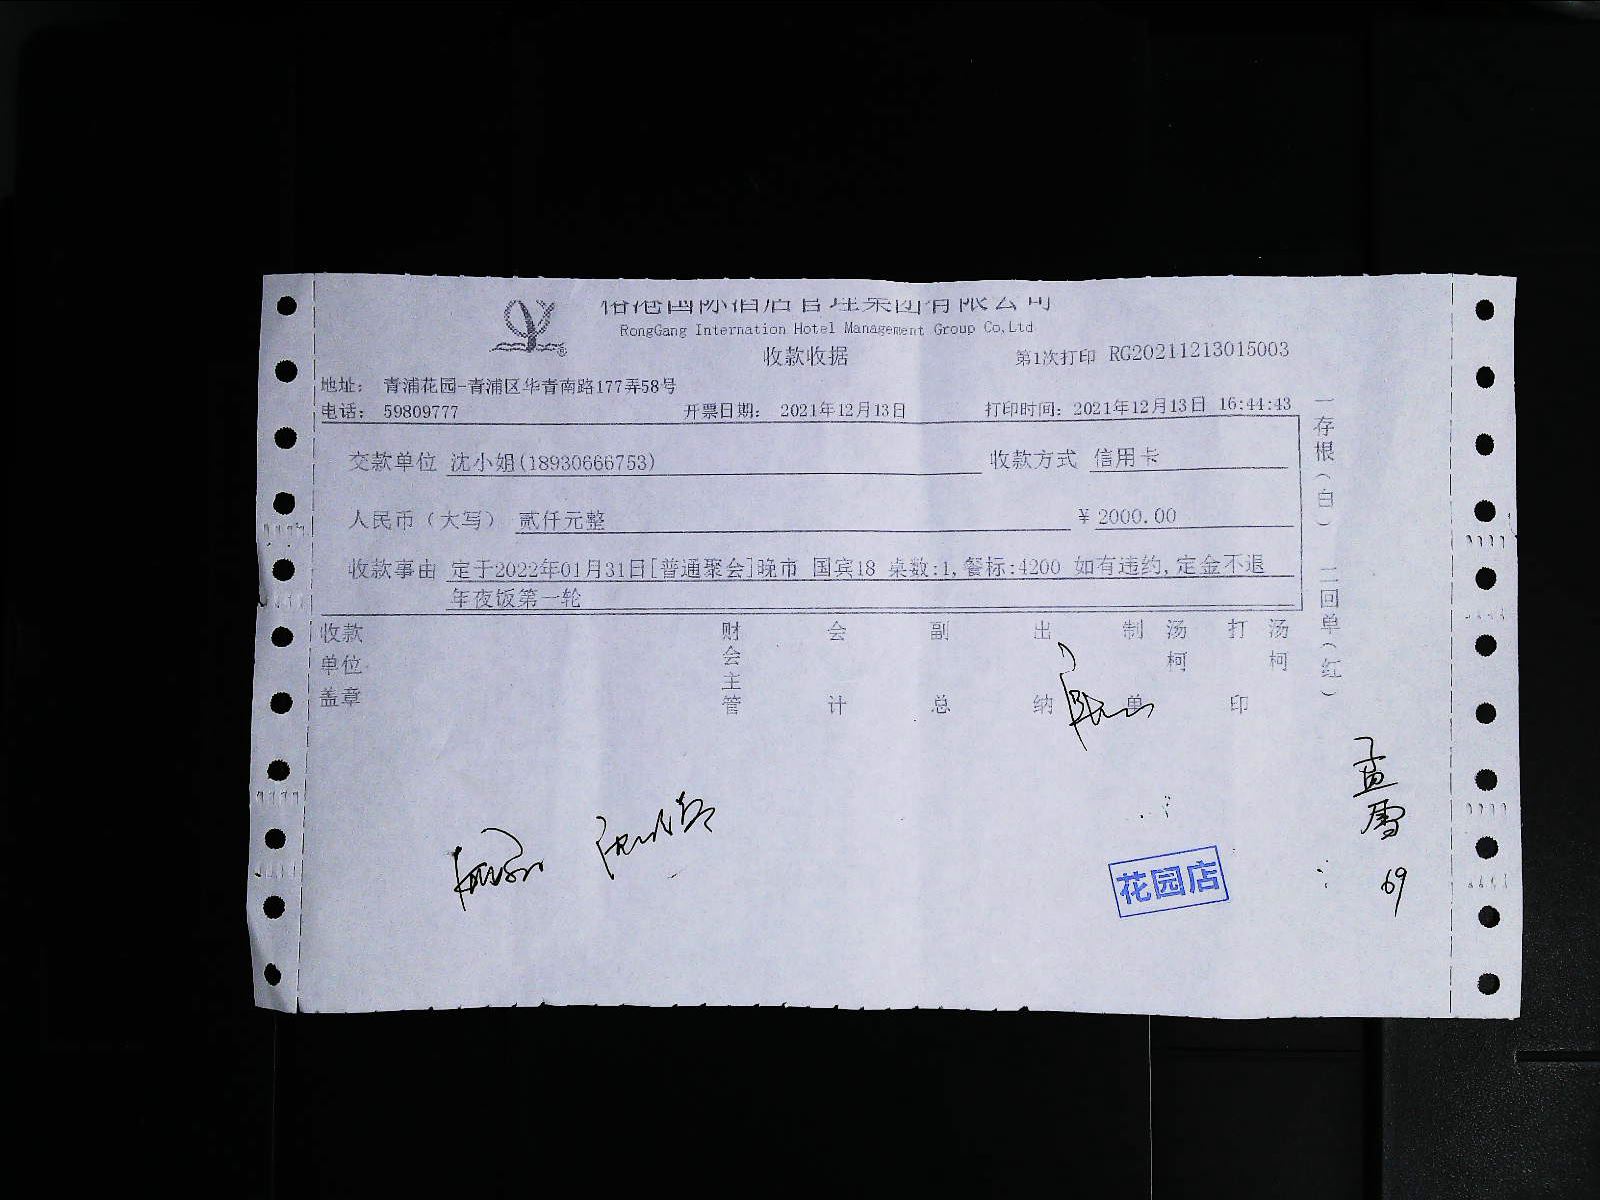 国际酒店管理集团有限公司
RongGang Internation Hotel Management Group Co,Ltd
收款收据
第1次打印 RG20211213015003
地址： 青浦花园-青浦区华青南路177弄58号
电话： 59809777 开票日期： 2021年12月13日 打印时间：2021年12月13日 16:44:43
交款单位 沈小姐(18930666753) 收款方式 信用卡
人民币（大写） 贰仟元整 ¥ 2000.00
收款事由 定于2022年01月31日[普通聚会]晚市 国宾18 桌数:1,餐标:4200 如有违约,定金不退
年夜饭第一轮
收款单位盖章 财会主管 会计 副总 出纳 制单 汤柯 打印 汤柯
一存根（白） 二回单（红）
孟雪
69
花园店